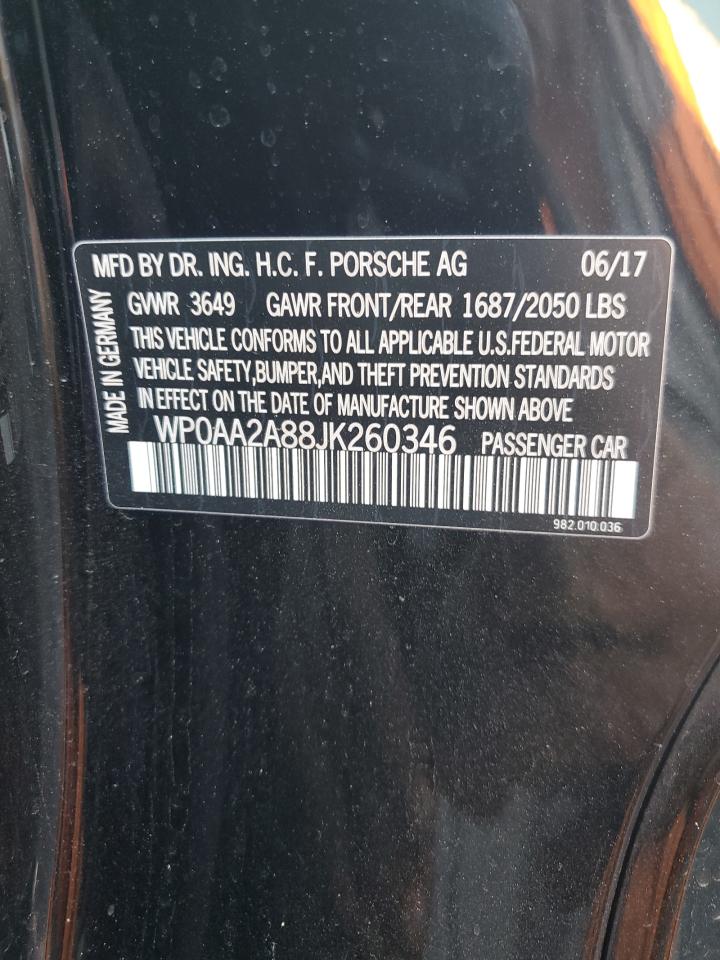 MFD BY DR. ING. H.C. F. PORSCHE AG 06/17
GVWR 3649 GAWR FRONT/REAR 1687/2050 LBS
THIS VEHICLE CONFORMS TO ALL APPLICABLE U.S.FEDERAL MOTOR
VEHICLE SAFETY,BUMPER,AND THEFT PREVENTION STANDARDS
IN EFFECT ON THE DATE OF MANUFACTURE SHOWN ABOVE
MADE IN GERMANY
WP0AA2A88JK260346 PASSENGER CAR
982.010.036